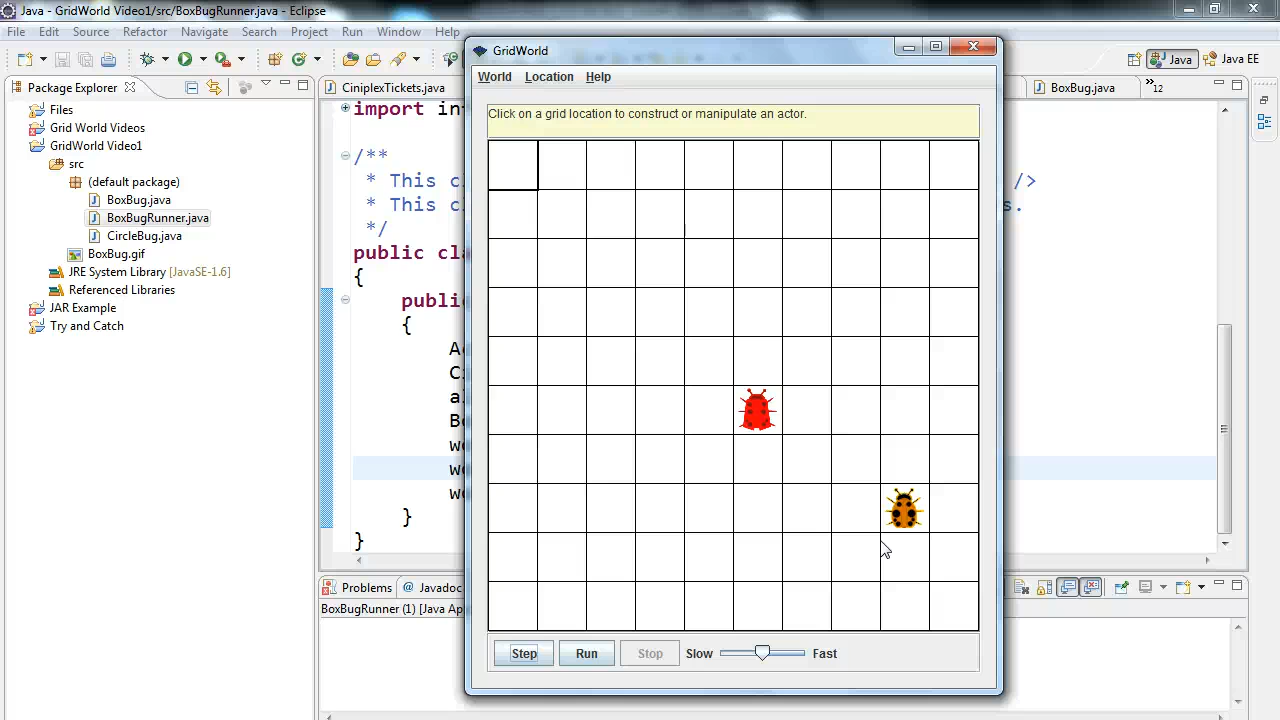 Java - GridWorld Video1/src/BoxBugRunner.java - Eclipse
File Edit Source Refactor Navigate Search Project Run Window Help
GridWorld
World Location Help
Java Java EE
Package Explorer
CiniplexTickets.java
BoxBug.java
12
Click on a grid location to construct or manipulate an actor.
Files
Grid World Videos
GridWorld Video1
src
(default package)
BoxBug.java
BoxBugRunner.java
CircleBug.java
BoxBug.gif
JRE System Library [JavaSE-1.6]
Referenced Libraries
JAR Example
Try and Catch
import in
/**
* This cl />
* This cl s.
*/
public cla
{
public
{
A
C
a
B
w
w
w
}
}
Problems @ Javadoc
BoxBugRunner (1) [Java Ap
Step Run Stop Slow Fast